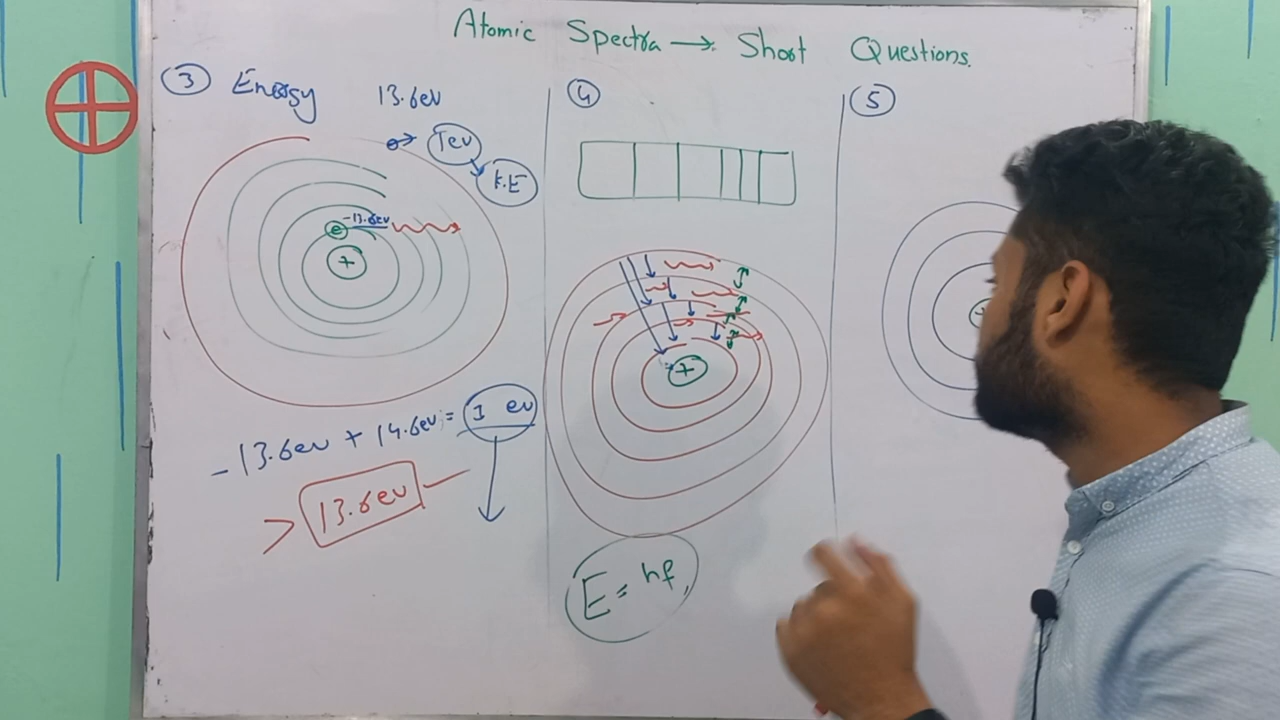 Atomic Spectra → Short Questions.
③ Energy 13.6ev
e→ 1ev
K.E
e -13.6ev
+
-13.6ev + 14.6ev = 1 ev
> 13.6ev
④
+
E = hf
⑤
+